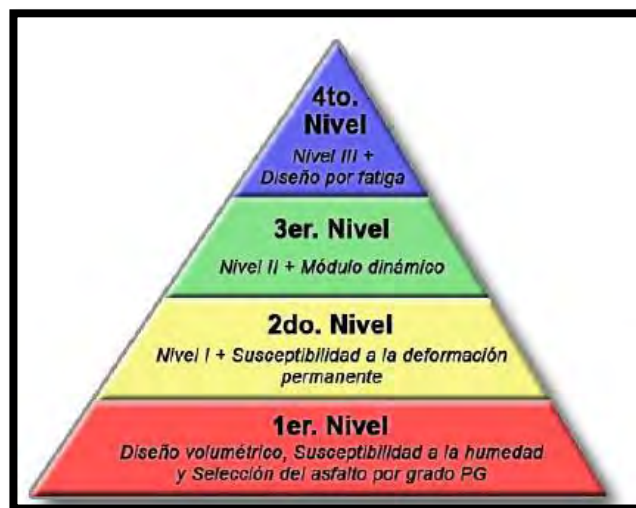 4to.
Nivel
Nivel III +
Diseño por fatiga
3er. Nivel
Nivel II + Módulo dinámico
2do. Nivel
Nivel I + Susceptibilidad a la deformación
permanente
1er. Nivel
Diseño volumétrico, Susceptibilidad a la humedad
y Selección del asfalto por grado PG